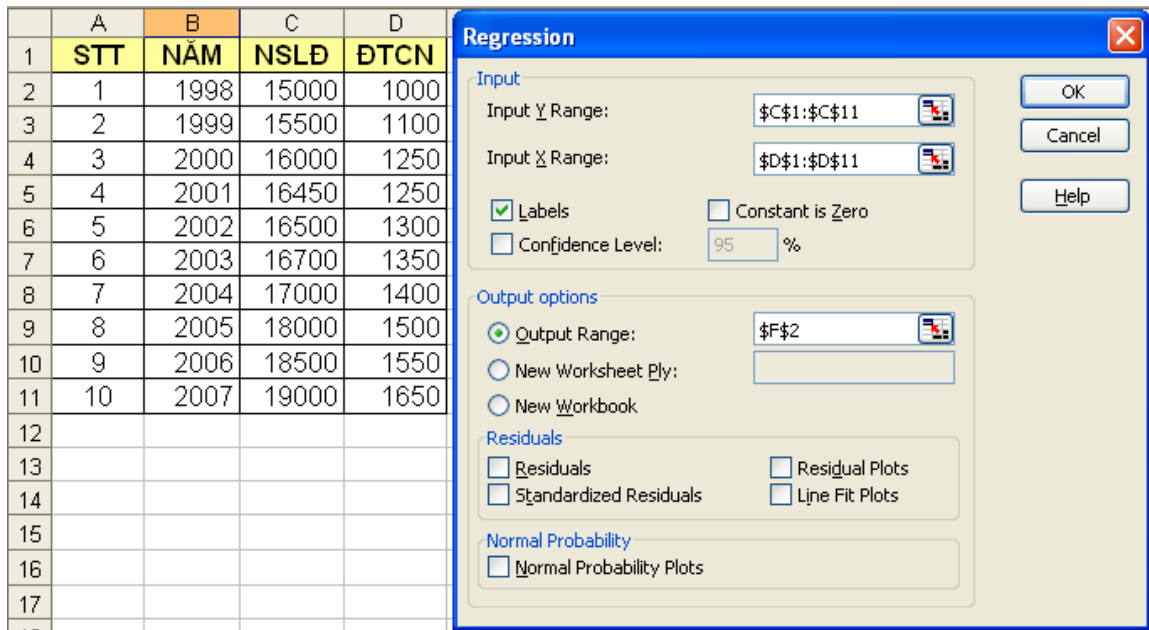 A B C D
1 STT NĂM NSLĐ ĐTCN
2 1 1998 15000 1000
3 2 1999 15500 1100
4 3 2000 16000 1250
5 4 2001 16450 1250
6 5 2002 16500 1300
7 6 2003 16700 1350
8 7 2004 17000 1400
9 8 2005 18000 1500
10 9 2006 18500 1550
11 10 2007 19000 1650
12
13
14
15
16
17
Regression
Input
Input Y Range: $C$1:$C$11
Input X Range: $D$1:$D$11
Labels Constant is Zero
Confidence Level: 95 %
OK
Cancel
Help
Output options
Output Range: $F$2
New Worksheet Ply:
New Workbook
Residuals
Residuals Residual Plots
Standardized Residuals Line Fit Plots
Normal Probability
Normal Probability Plots